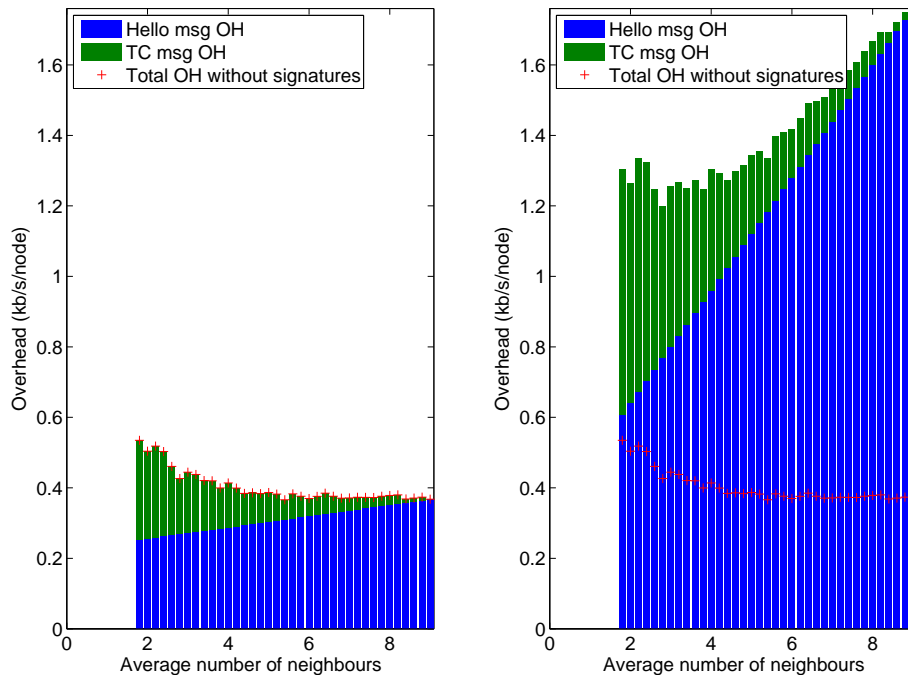 Hello msg OH
TC msg OH
Total OH without signatures
1.6
1.4
1.2
1
0.8
0.6
0.4
0.2
0
Overhead (kb/s/node)
0
2
4
6
8
Average number of neighbours
Hello msg OH
TC msg OH
Total OH without signatures
1.6
1.4
1.2
1
0.8
0.6
0.4
0.2
0
Overhead (kb/s/node)
0
2
4
6
8
Average number of neighbours